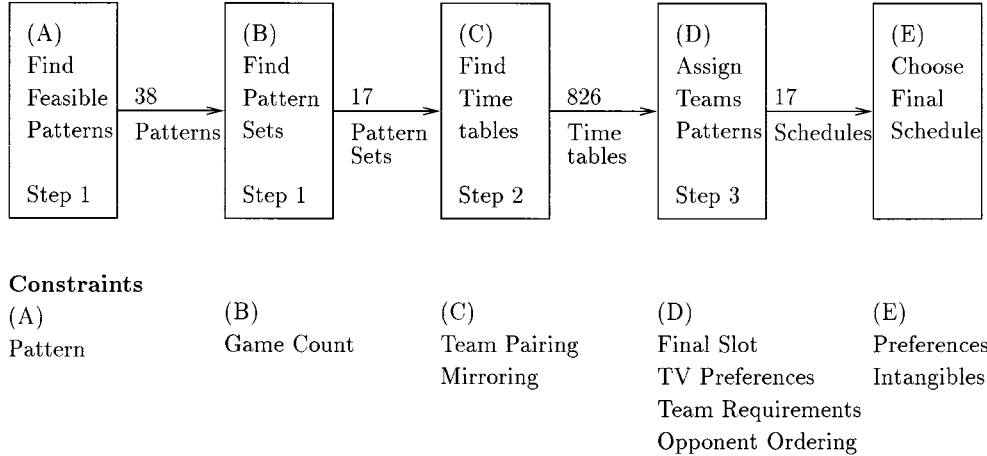 (A)
Find
Feasible
Patterns
Step 1
38
Patterns
(B)
Find
Pattern
Sets
Step 1
17
Pattern
Sets
(C)
Find
Time
tables
Step 2
826
Time
tables
(D)
Assign
Teams
Patterns
Step 3
17
Schedules
(E)
Choose
Final
Schedule
Constraints
(A)
Pattern
(B)
Game Count
(C)
Team Pairing
Mirroring
(D)
Final Slot
TV Preferences
Team Requirements
Opponent Ordering
(E)
Preferences
Intangibles